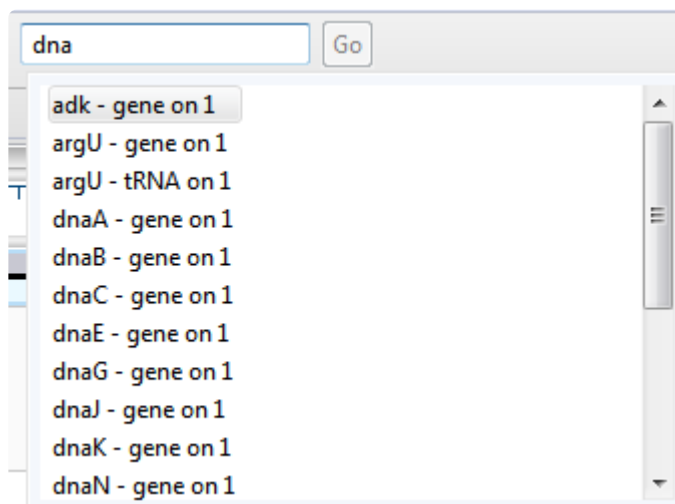 dna
Go
adk - gene on 1
argU - gene on 1
argU - tRNA on 1
dnaA - gene on 1
dnaB - gene on 1
dnaC - gene on 1
dnaE - gene on 1
dnaG - gene on 1
dnaJ - gene on 1
dnaK - gene on 1
dnaN - gene on 1